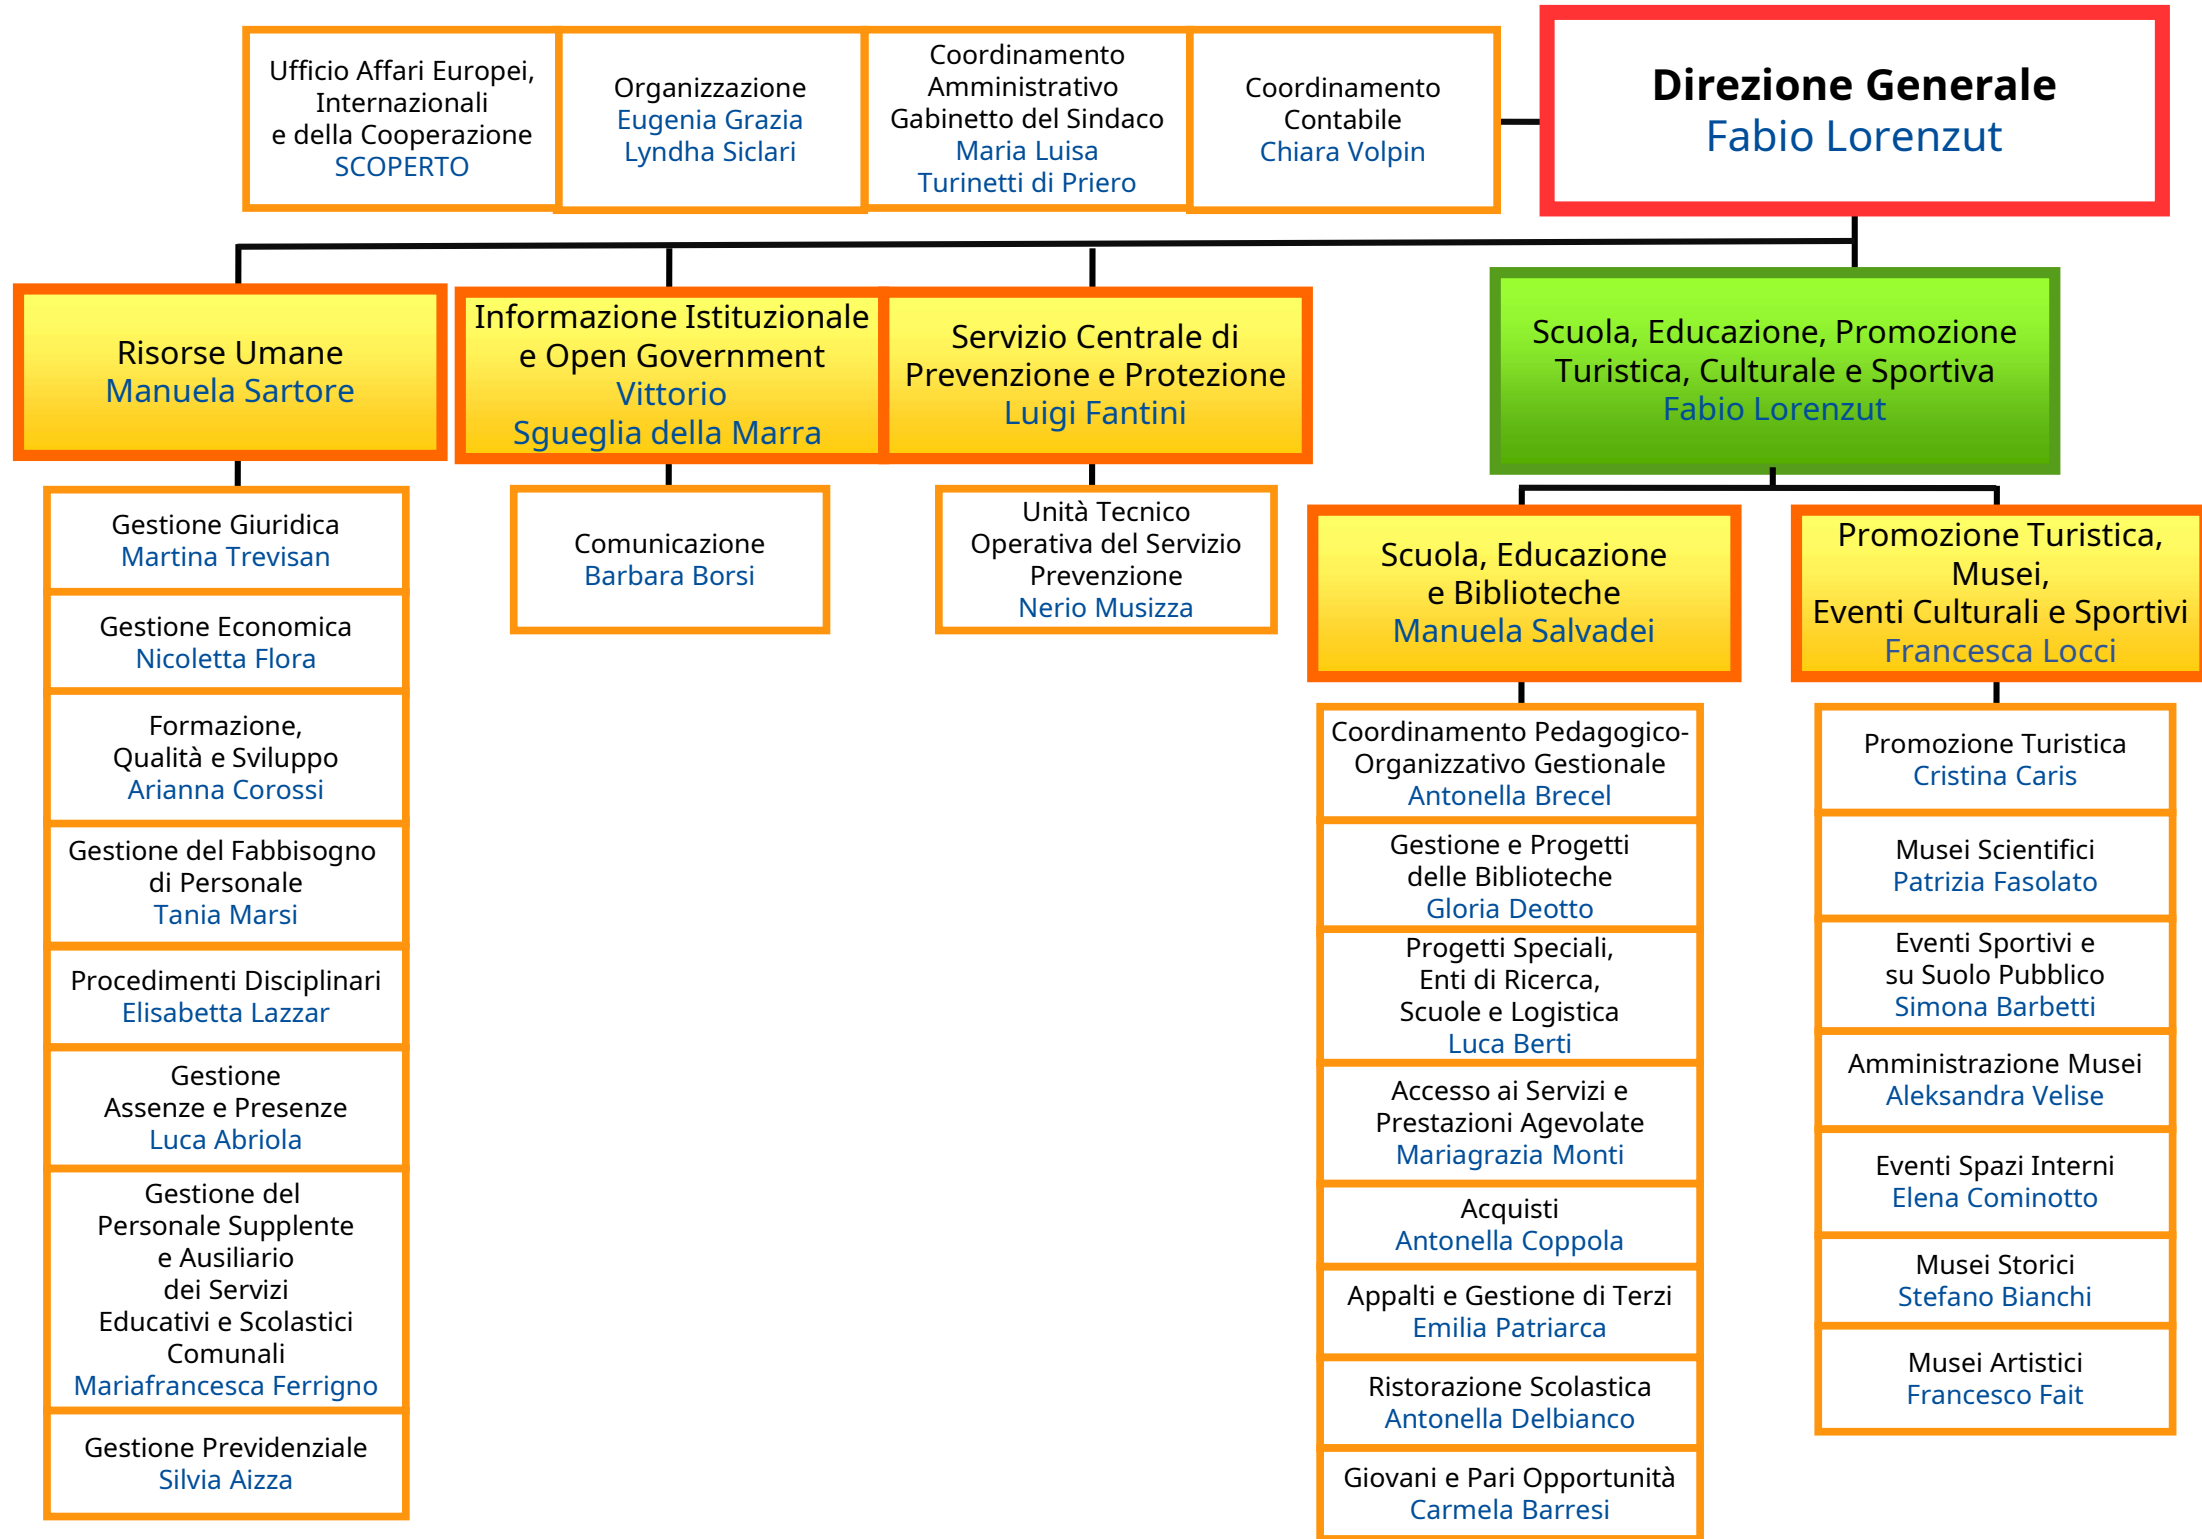 Ufficio Affari Europei,
Internazionali
e della Cooperazione
SCOPERTO
Organizzazione
Eugenia Grazia
Lyndha Siclari
Coordinamento
Amministrativo
Gabinetto del Sindaco
Maria Luisa
Turinetti di Priero
Coordinamento
Contabile
Chiara Volpin
Direzione Generale
Fabio Lorenzut
Risorse Umane
Manuela Sartore
Informazione Istituzionale
e Open Government
Vittorio
Sgueglia della Marra
Servizio Centrale di
Prevenzione e Protezione
Luigi Fantini
Scuola, Educazione, Promozione
Turistica, Culturale e Sportiva
Fabio Lorenzut
Gestione Giuridica
Martina Trevisan
Gestione Economica
Nicoletta Flora
Formazione,
Qualità e Sviluppo
Arianna Corossi
Gestione del Fabbisogno
di Personale
Tania Marsi
Procedimenti Disciplinari
Elisabetta Lazzar
Gestione
Assenze e Presenze
Luca Abriola
Gestione del
Personale Supplente
e Ausiliario
dei Servizi
Educativi e Scolastici
Comunali
Mariafrancesca Ferrigno
Gestione Previdenziale
Silvia Aizza
Comunicazione
Barbara Borsi
Unità Tecnico
Operativa del Servizio
Prevenzione
Nerio Musizza
Scuola, Educazione
e Biblioteche
Manuela Salvadei
Coordinamento Pedagogico-
Organizzativo Gestionale
Antonella Brecel
Gestione e Progetti
delle Biblioteche
Gloria Deotto
Progetti Speciali,
Enti di Ricerca,
Scuole e Logistica
Luca Berti
Accesso ai Servizi e
Prestazioni Agevolate
Mariagrazia Monti
Acquisti
Antonella Coppola
Appalti e Gestione di Terzi
Emilia Patriarca
Ristorazione Scolastica
Antonella Delbianco
Giovani e Pari Opportunità
Carmela Barresi
Promozione Turistica,
Musei,
Eventi Culturali e Sportivi
Francesca Locci
Promozione Turistica
Cristina Caris
Musei Scientifici
Patrizia Fasolato
Eventi Sportivi e
su Suolo Pubblico
Simona Barbetti
Amministrazione Musei
Aleksandra Velise
Eventi Spazi Interni
Elena Cominotto
Musei Storici
Stefano Bianchi
Musei Artistici
Francesco Fait